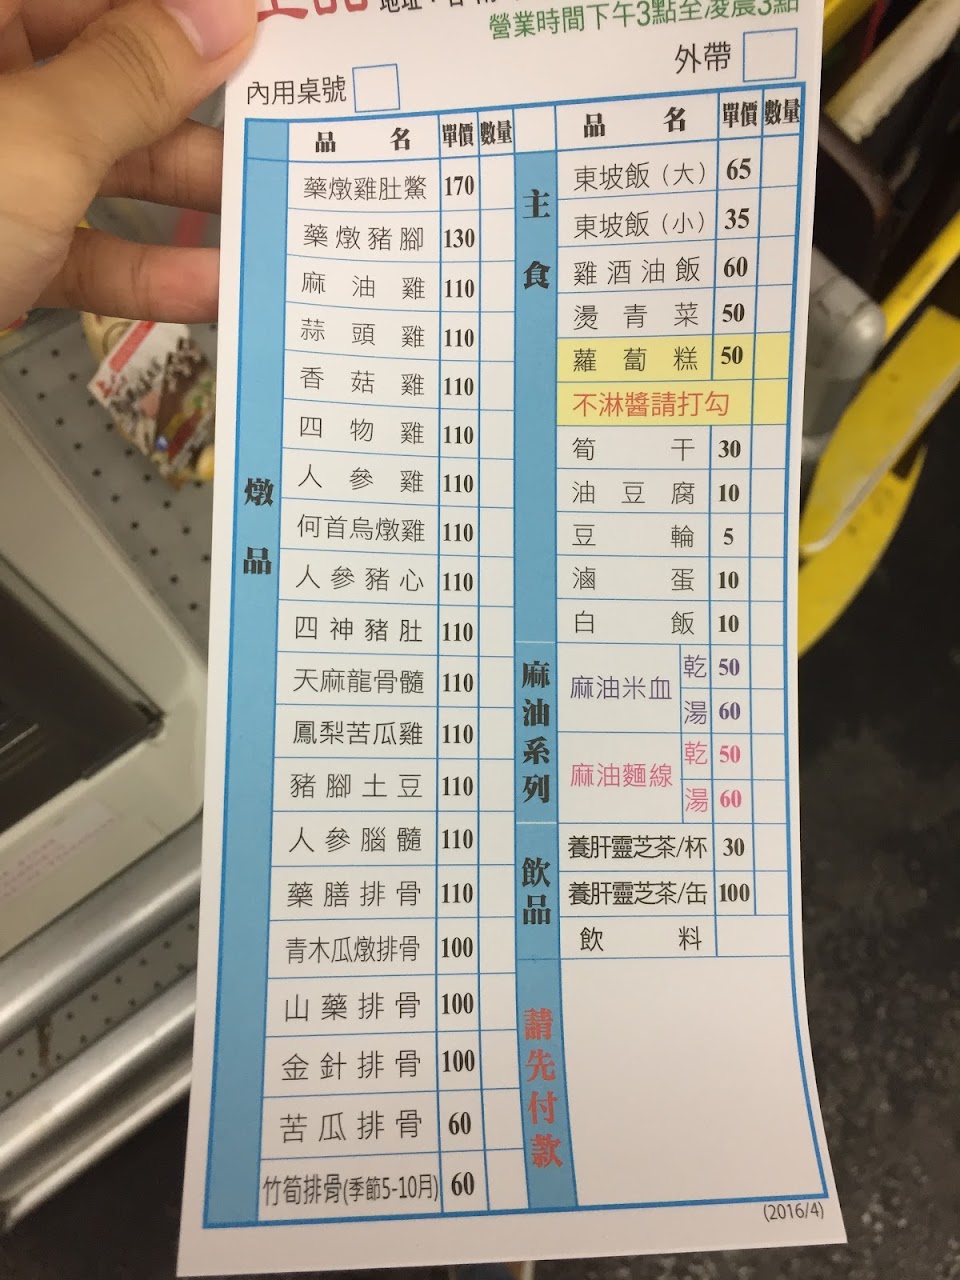 營業時間下午3點至凌晨3點
內用桌號
外帶
品名 單價 數量
燉品
藥燉雞肚鱉 170
藥燉豬腳 130
麻油雞 110
蒜頭雞 110
香菇雞 110
四物雞 110
人參雞 110
何首烏燉雞 110
人參豬心 110
四神豬肚 110
天麻龍骨髓 110
鳳梨苦瓜雞 110
豬腳土豆 110
人參腦髓 110
藥膳排骨 110
青木瓜燉排骨 100
山藥排骨 100
金針排骨 100
苦瓜排骨 60
竹筍排骨(季節5-10月) 60
品名 單價 數量
主食
東坡飯(大) 65
東坡飯(小) 35
雞酒油飯 60
燙青菜 50
蘿蔔糕 50
不淋醬請打勾
筍干 30
油豆腐 10
豆輪 5
滷蛋 10
白飯 10
麻油系列
麻油米血 乾 50
湯 60
麻油麵線 乾 50
湯 60
飲品
養肝靈芝茶/杯 30
養肝靈芝茶/缶 100
飲料
請先付款
(2016/4)